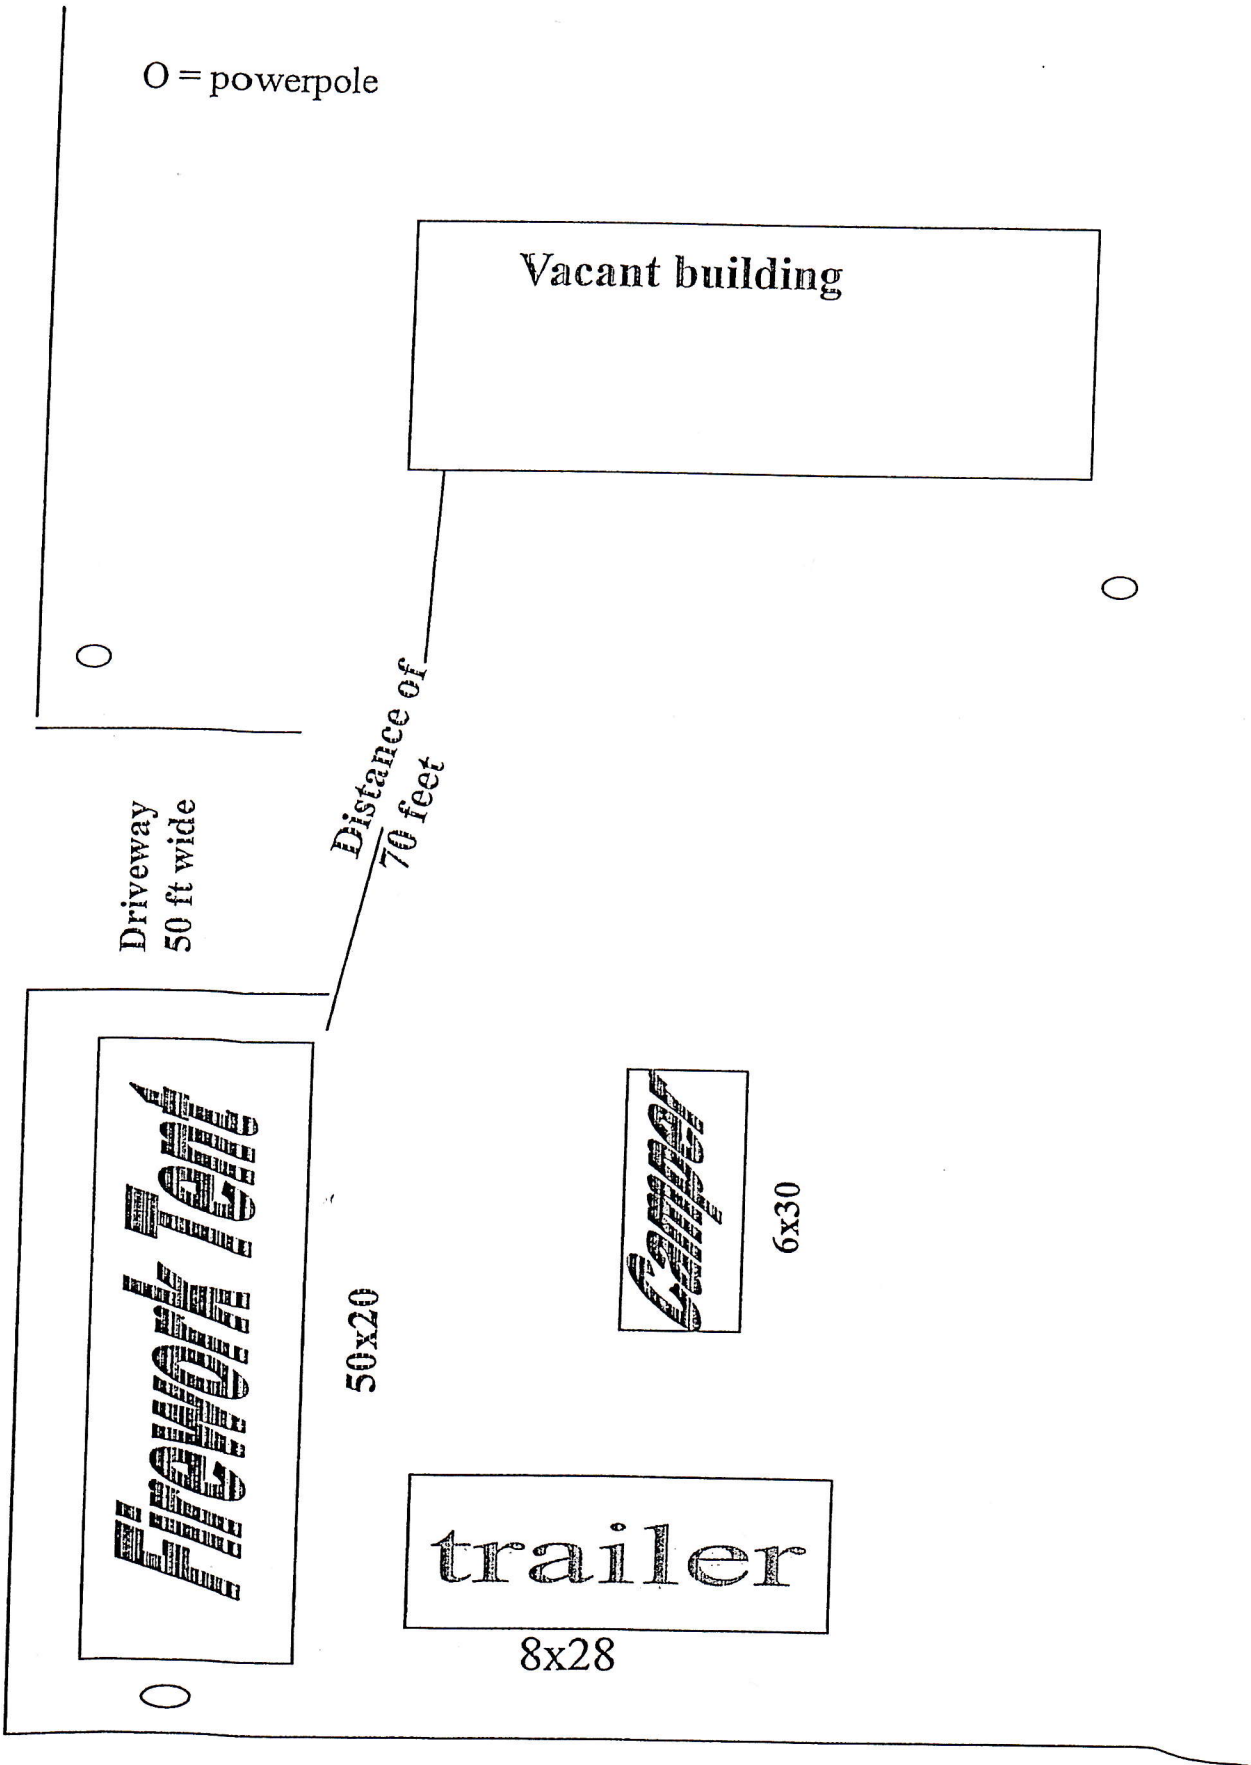 O = powerpole
Vacant building
Distance of
70 feet
Driveway
50 ft wide
Firework Tent
50x20
Camper
6x30
trailer
8x28